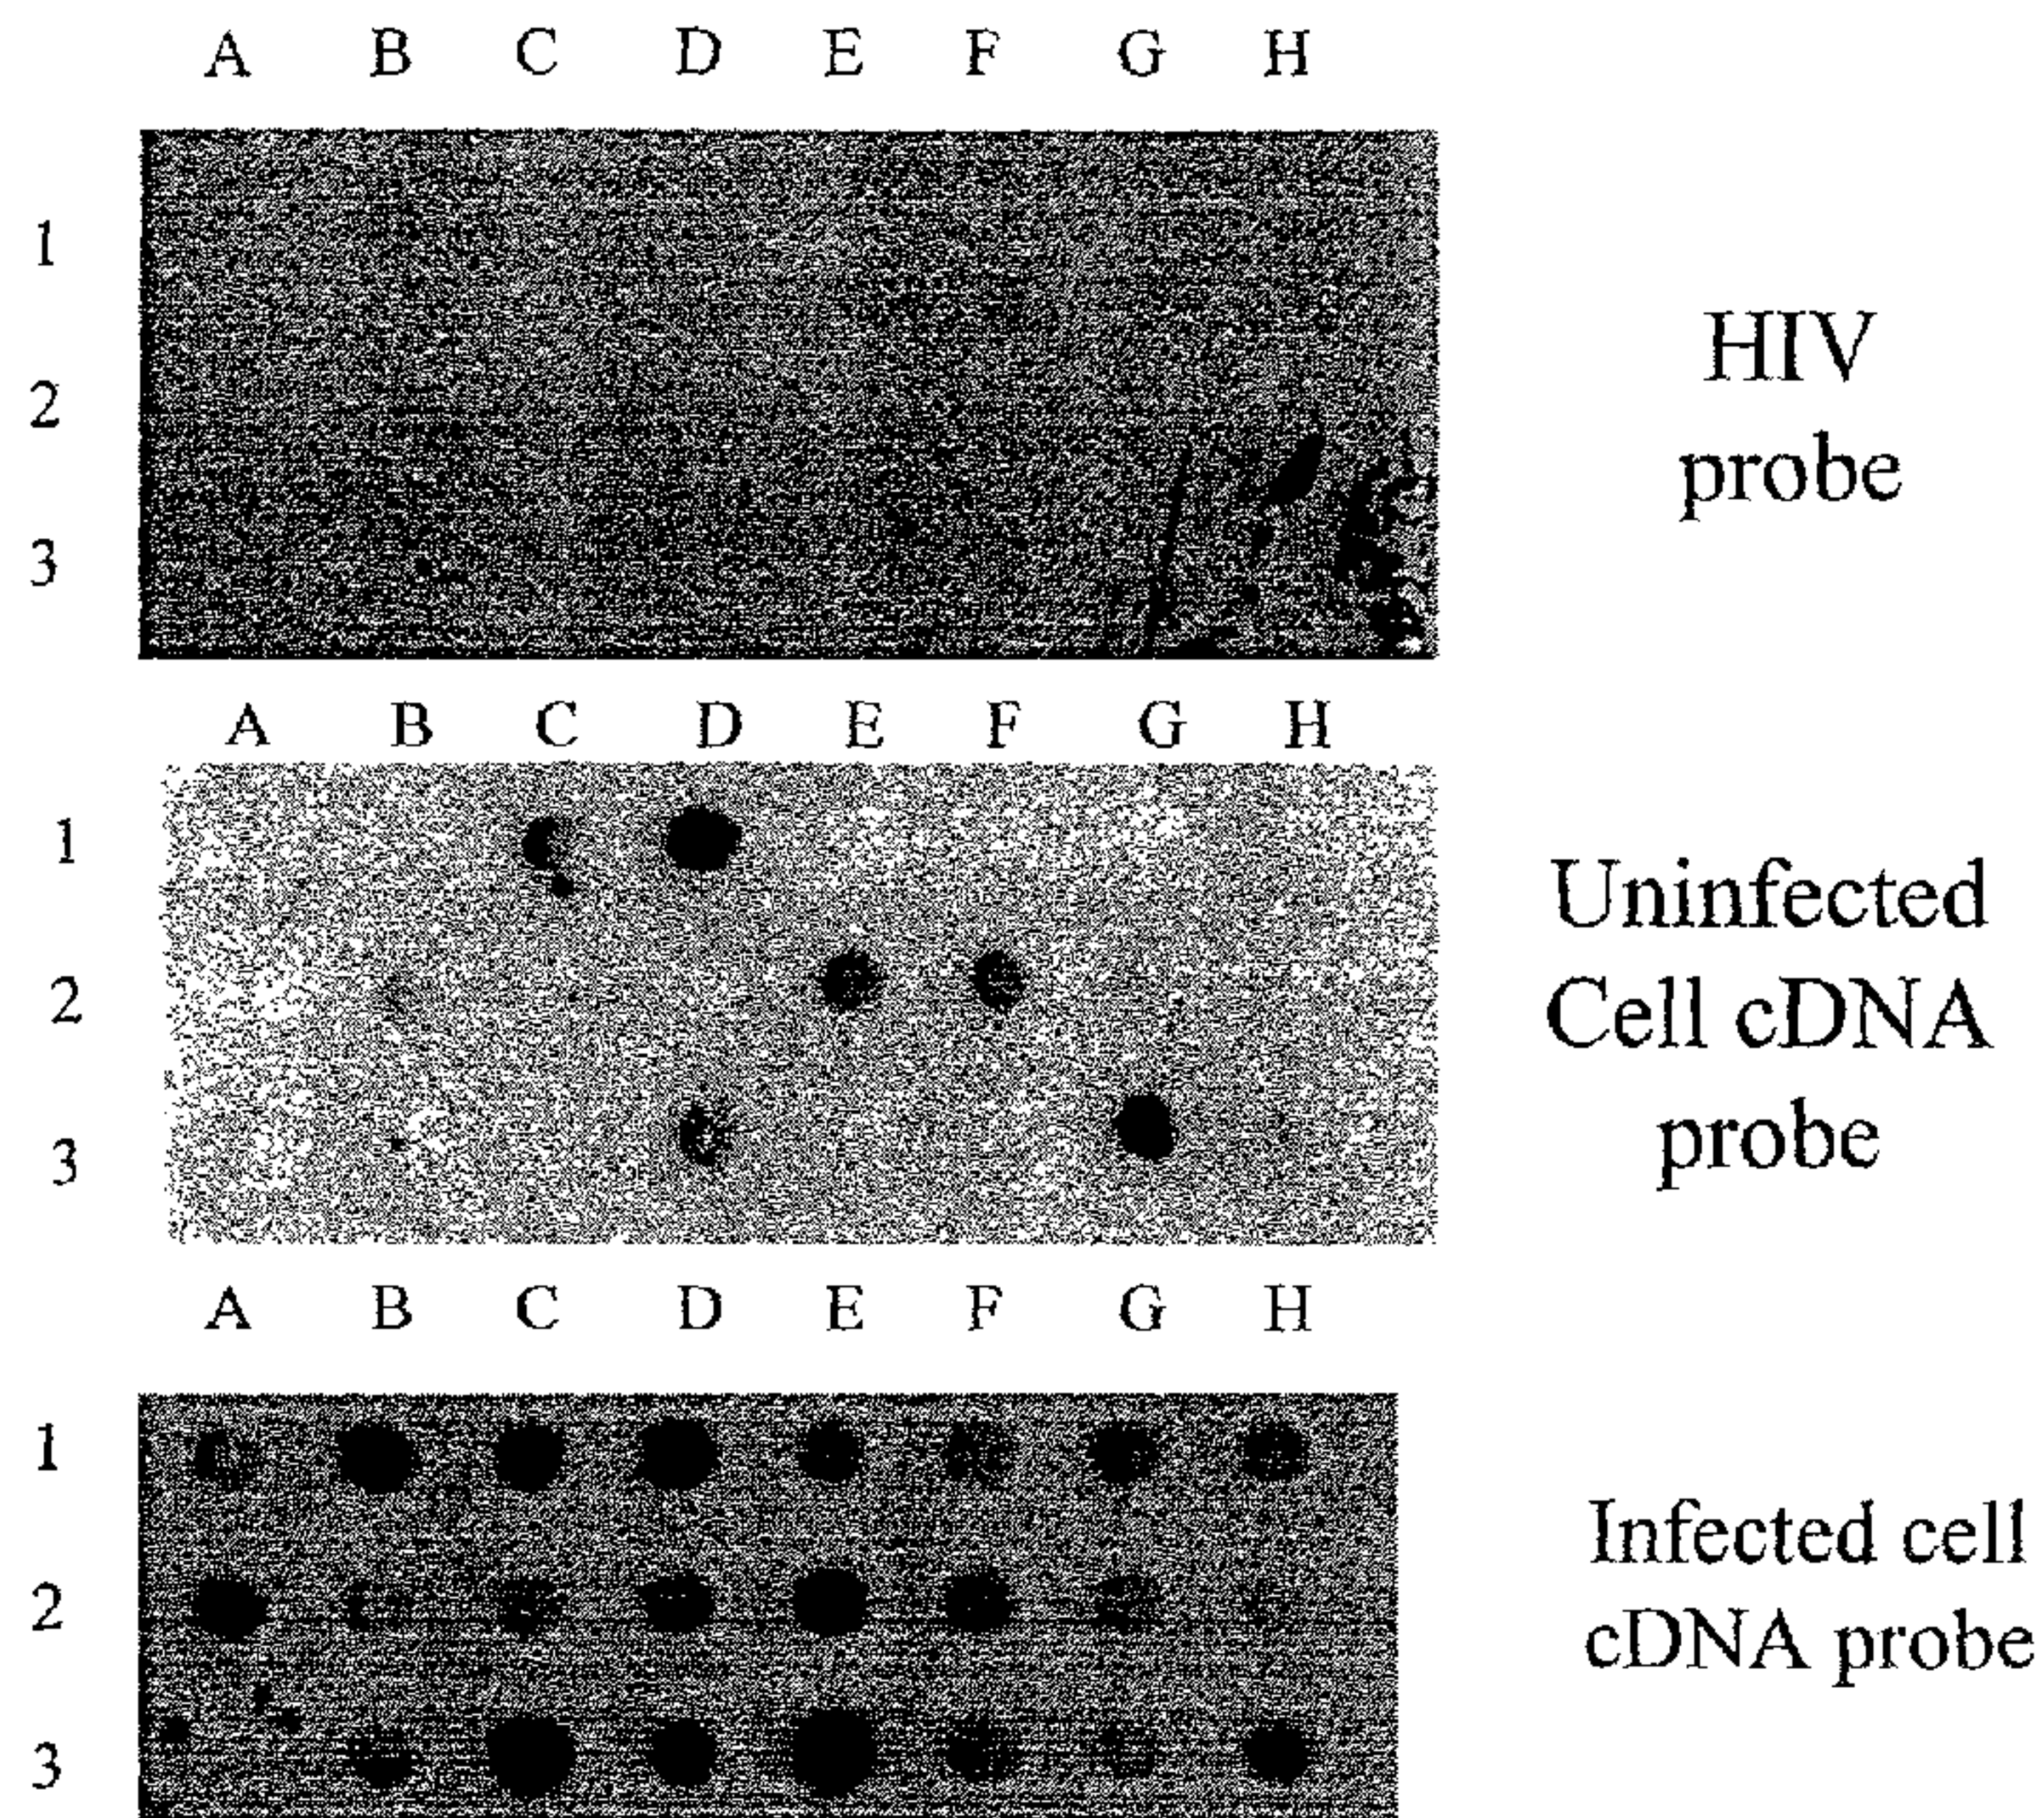 A B C D E F G H
1
2
3
HIV
probe
A B C D E F G H
1
2
3
Uninfected
Cell cDNA
probe
A B C D E F G H
1
2
3
Infected cell
cDNA probe